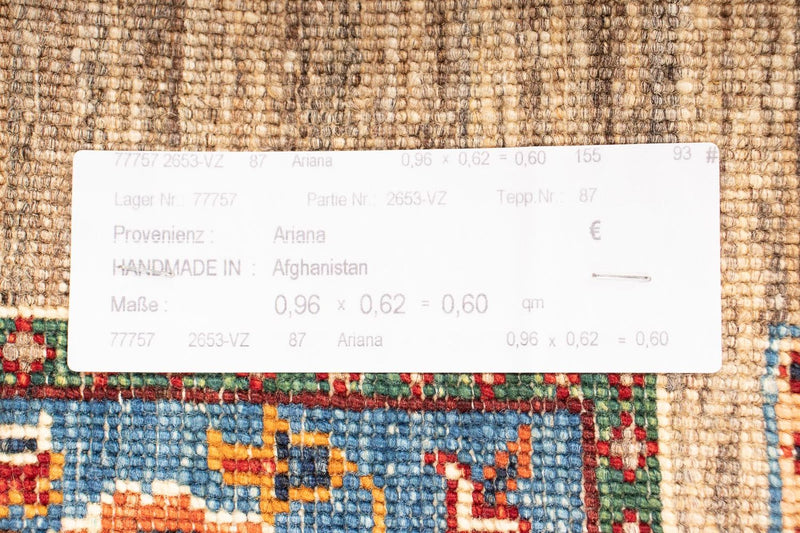 77757 2653-VZ 87 Ariana 0,96 x 0,62 = 0,60 155 93 #
Lager Nr.: 77757 Partie Nr.: 2653-VZ Tepp.Nr.: 87
Provenienz : Ariana €
HANDMADE IN : Afghanistan
Maße : 0,96 x 0,62 = 0,60 qm
77757 2653-VZ 87 Ariana 0,96 x 0,62 = 0,60